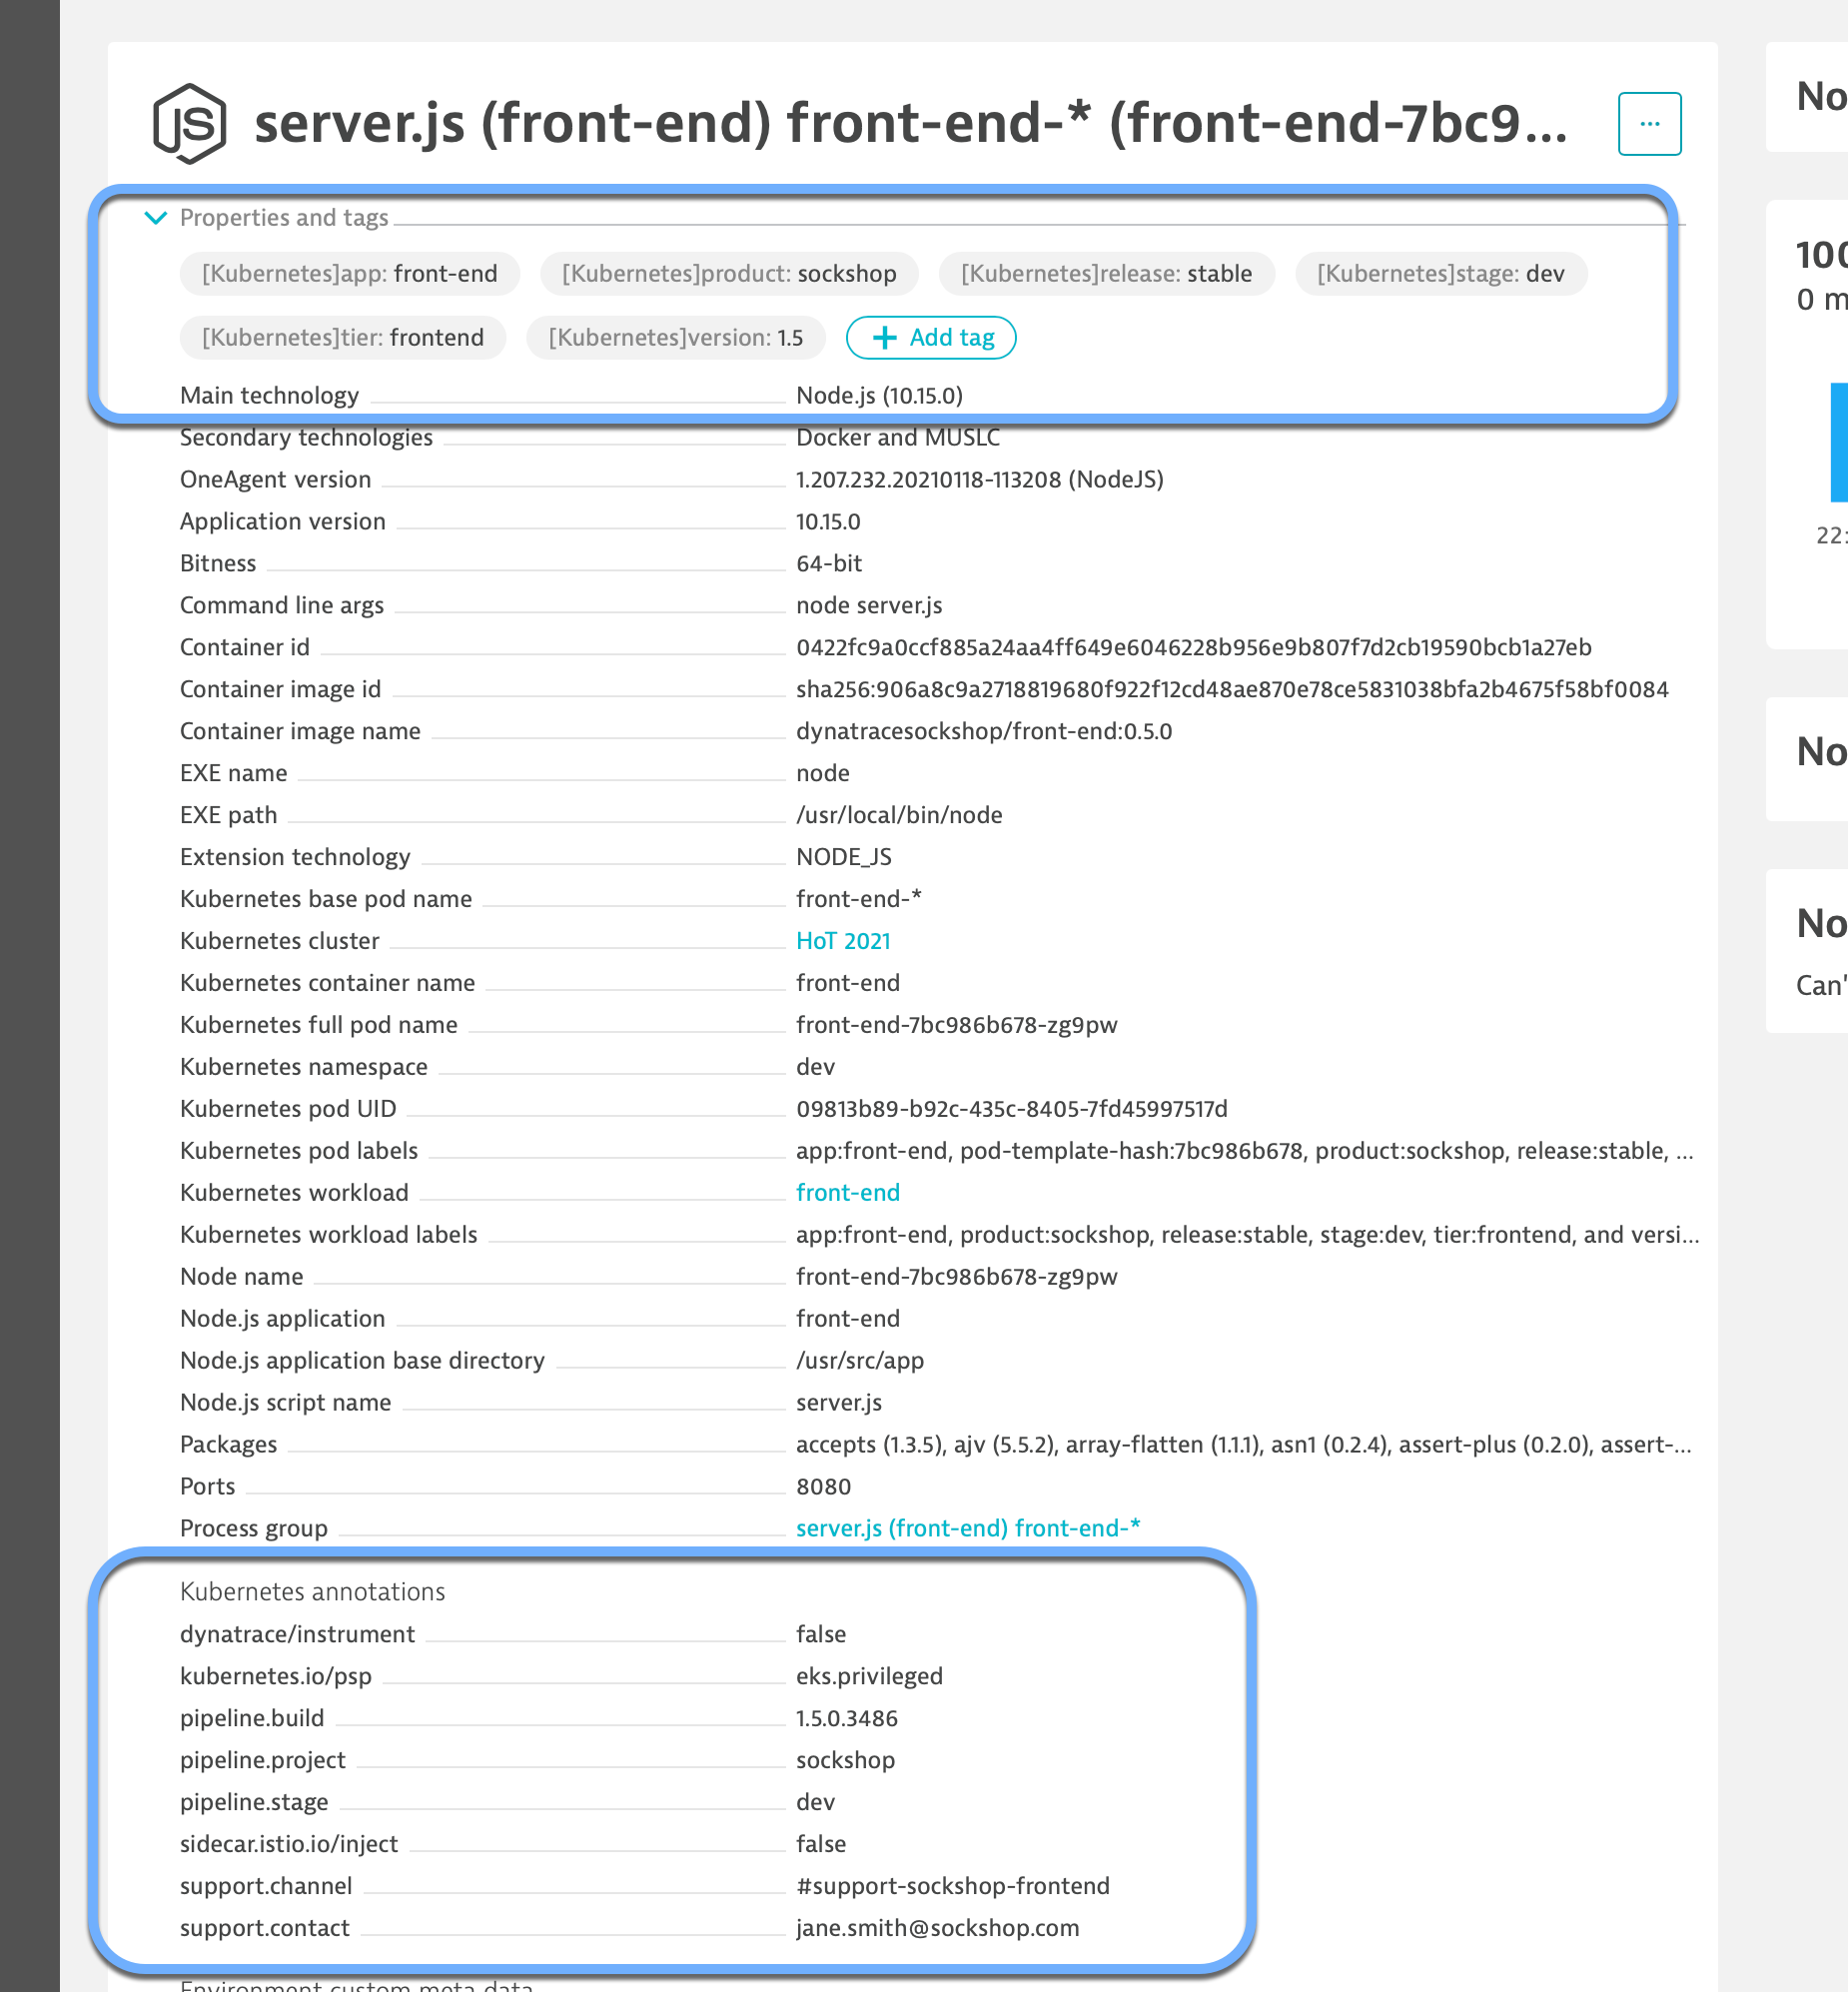 JS server.js (front-end) front-end-* (front-end-7bc9...
...
Properties and tags
[Kubernetes]app: front-end [Kubernetes]product: sockshop [Kubernetes]release: stable [Kubernetes]stage: dev
[Kubernetes]tier: frontend [Kubernetes]version: 1.5 + Add tag
Main technology Node.js (10.15.0)
Secondary technologies Docker and MUSLC
OneAgent version 1.207.232.20210118-113208 (NodeJS)
Application version 10.15.0
Bitness 64-bit
Command line args node server.js
Container id 0422fc9a0ccf885a24aa4ff649e6046228b956e9b807f7d2cb19590bcb1a27eb
Container image id sha256:906a8c9a2718819680f922f12cd48ae870e78ce5831038bfa2b4675f58bf0084
Container image name dynatracesockshop/front-end:0.5.0
EXE name node
EXE path /usr/local/bin/node
Extension technology NODE_JS
Kubernetes base pod name front-end-*
Kubernetes cluster HoT 2021
Kubernetes container name front-end
Kubernetes full pod name front-end-7bc986b678-zg9pw
Kubernetes namespace dev
Kubernetes pod UID 09813b89-b92c-435c-8405-7fd45997517d
Kubernetes pod labels app:front-end, pod-template-hash:7bc986b678, product:sockshop, release:stable, ...
Kubernetes workload front-end
Kubernetes workload labels app:front-end, product:sockshop, release:stable, stage:dev, tier:frontend, and versi...
Node name front-end-7bc986b678-zg9pw
Node.js application front-end
Node.js application base directory /usr/src/app
Node.js script name server.js
Packages accepts (1.3.5), ajv (5.5.2), array-flatten (1.1.1), asn1 (0.2.4), assert-plus (0.2.0), assert-...
Ports 8080
Process group server.js (front-end) front-end-*
Kubernetes annotations
dynatrace/instrument false
kubernetes.io/psp eks.privileged
pipeline.build 1.5.0.3486
pipeline.project sockshop
pipeline.stage dev
sidecar.istio.io/inject false
support.channel #support-sockshop-frontend
support.contact jane.smith@sockshop.com
Environment custom meta data
No
100
0 m
22:
No
No
Can'